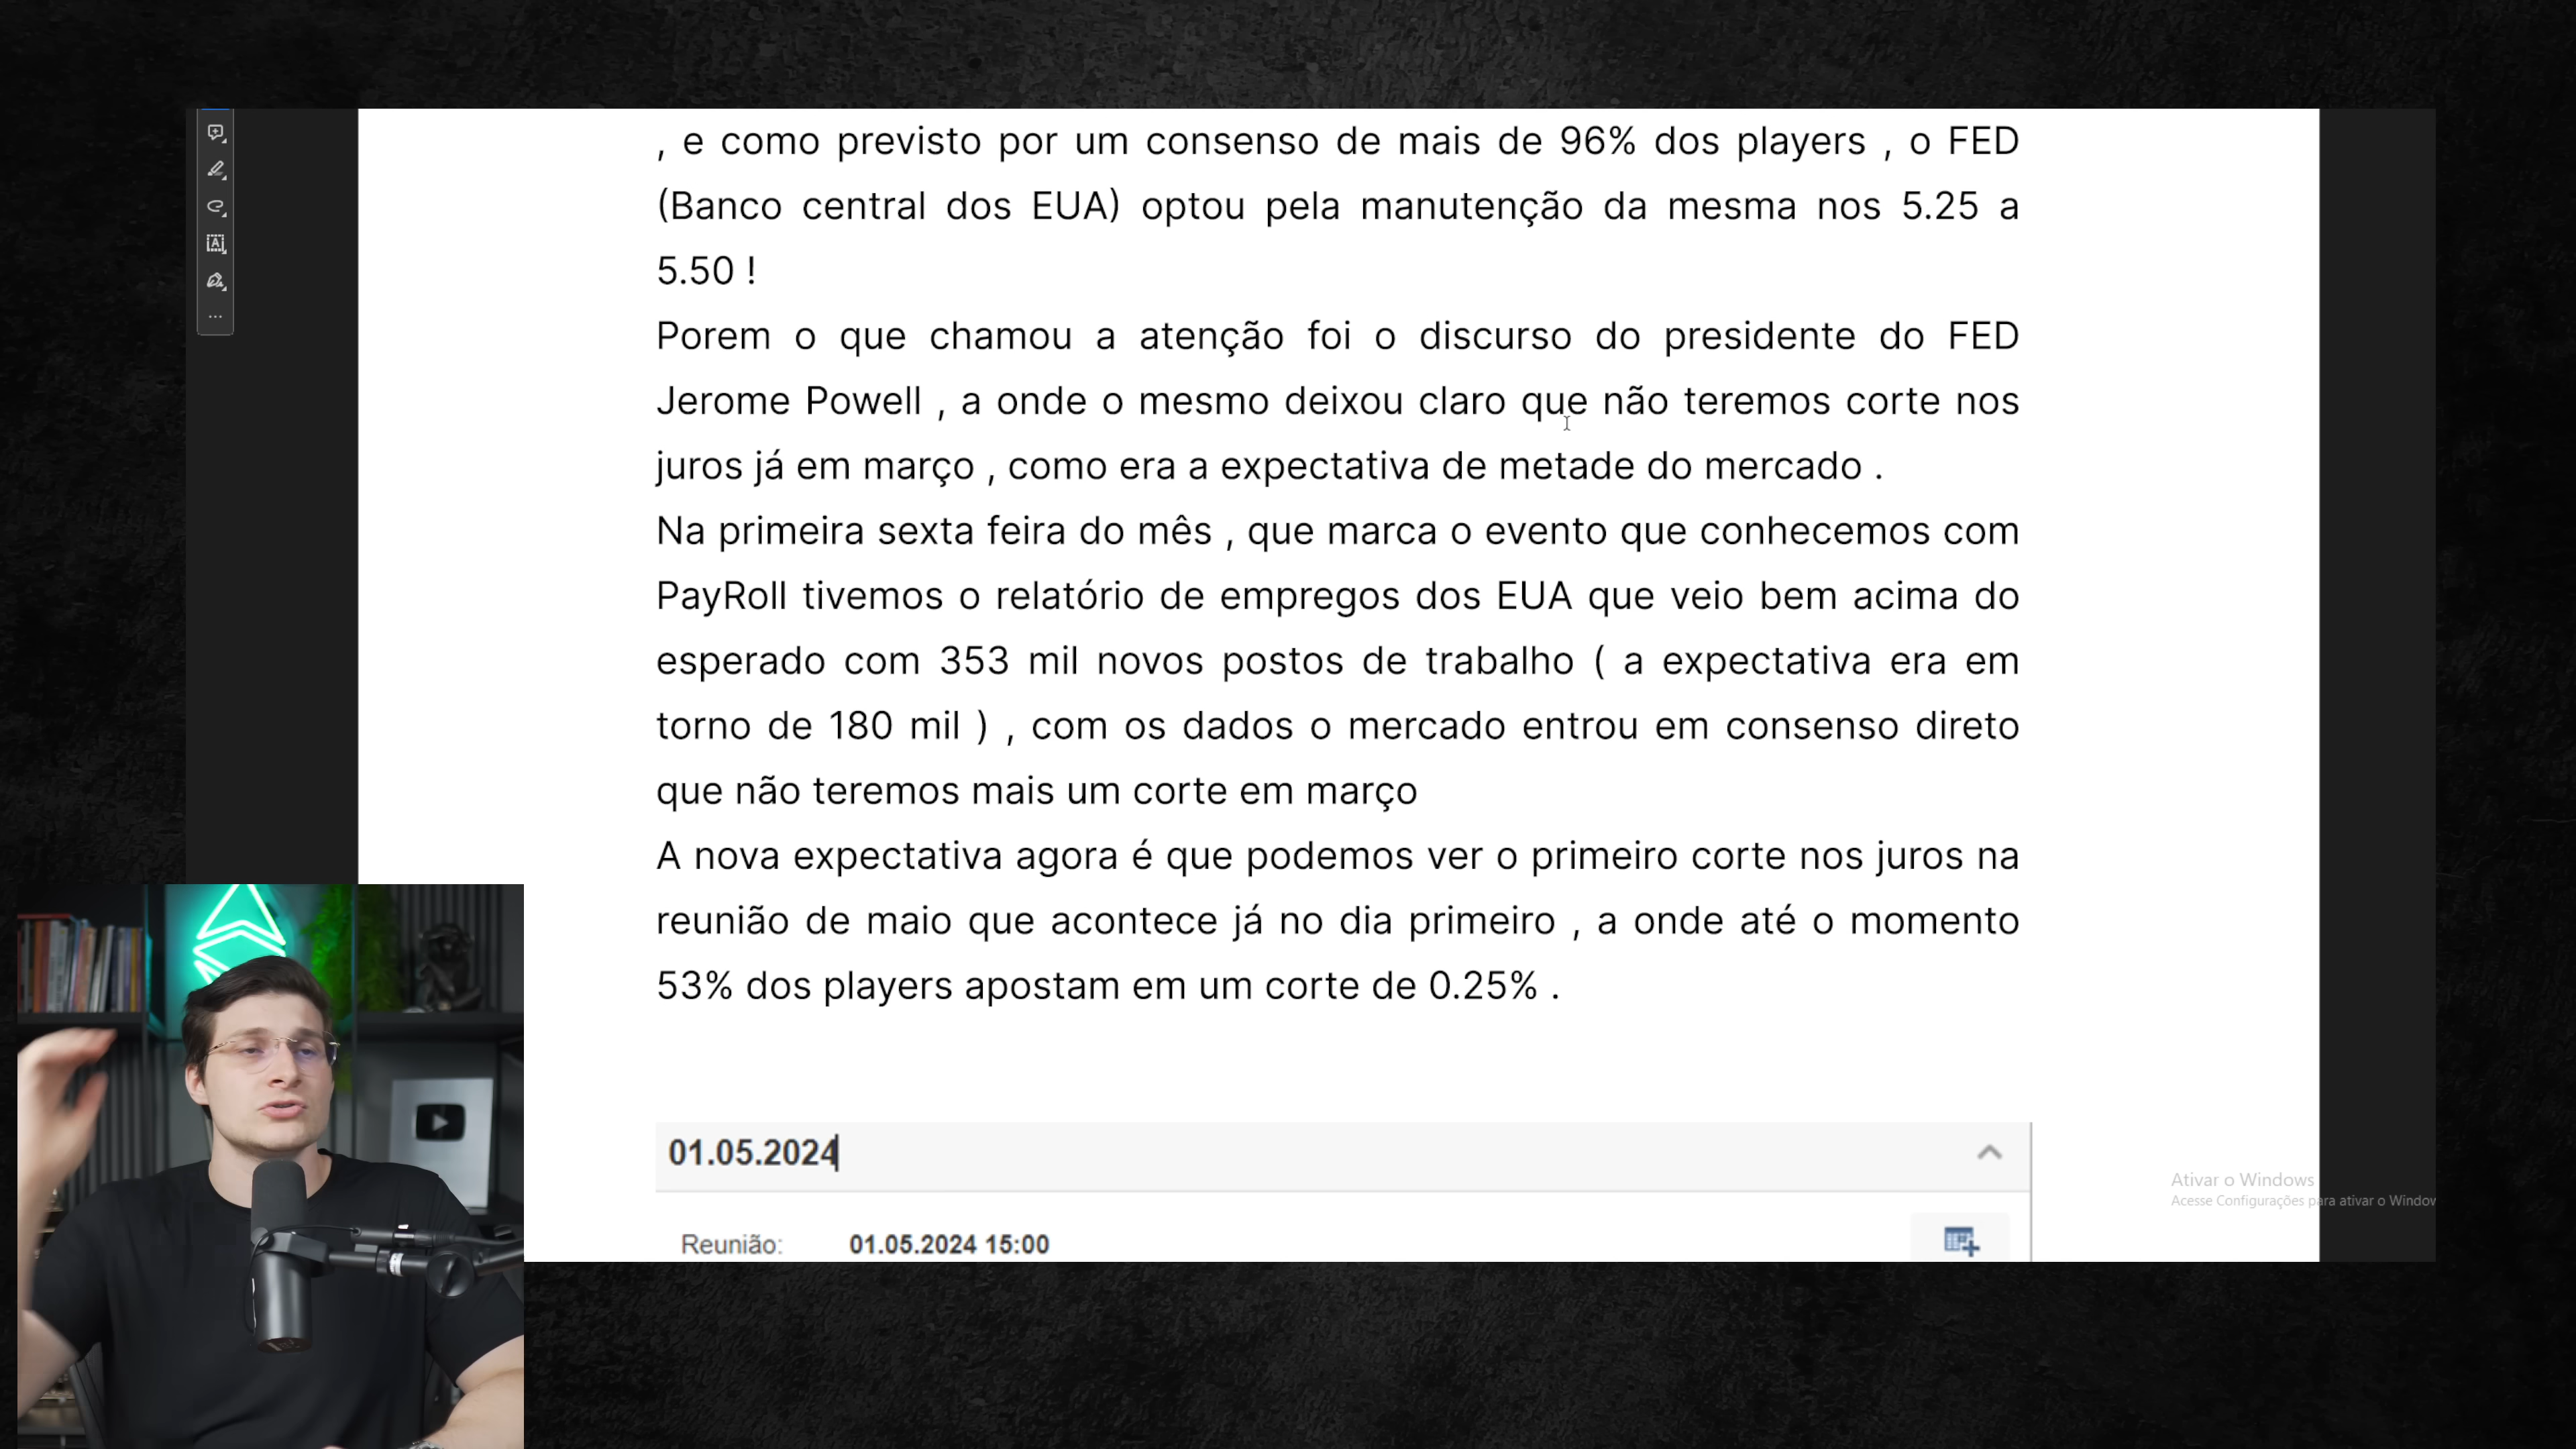 , e como previsto por um consenso de mais de 96% dos players , o FED
(Banco central dos EUA) optou pela manutenção da mesma nos 5.25 a
5.50 !
Porem o que chamou a atenção foi o discurso do presidente do FED
Jerome Powell , a onde o mesmo deixou claro que não teremos corte nos
juros já em março , como era a expectativa de metade do mercado .
Na primeira sexta feira do mês , que marca o evento que conhecemos com
PayRoll tivemos o relatório de empregos dos EUA que veio bem acima do
esperado com 353 mil novos postos de trabalho ( a expectativa era em
torno de 180 mil ) , com os dados o mercado entrou em consenso direto
que não teremos mais um corte em março
A nova expectativa agora é que podemos ver o primeiro corte nos juros na
reunião de maio que acontece já no dia primeiro , a onde até o momento
53% dos players apostam em um corte de 0.25% .
01.05.2024
Reunião: 01.05.2024 15:00
Ativar o Windows
Acesse Configurações para ativar o Window